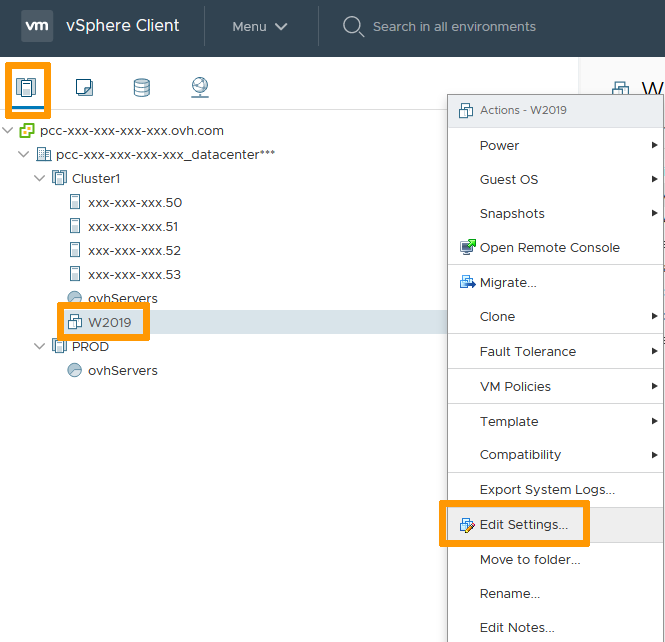 vm vSphere Client Menu Search in all environments
W
pcc-xxx-xxx-xxx-xxx.ovh.com
pcc-xxx-xxx-xxx-xxx_datacenter***
Cluster1
xxx-xxx-xxx.50
xxx-xxx-xxx.51
xxx-xxx-xxx.52
xxx-xxx-xxx.53
ovhServers
W2019
PROD
ovhServers
Actions - W2019
Power
Guest OS
Snapshots
Open Remote Console
Migrate...
Clone
Fault Tolerance
VM Policies
Template
Compatibility
Export System Logs...
Edit Settings...
Move to folder...
Rename...
Edit Notes...